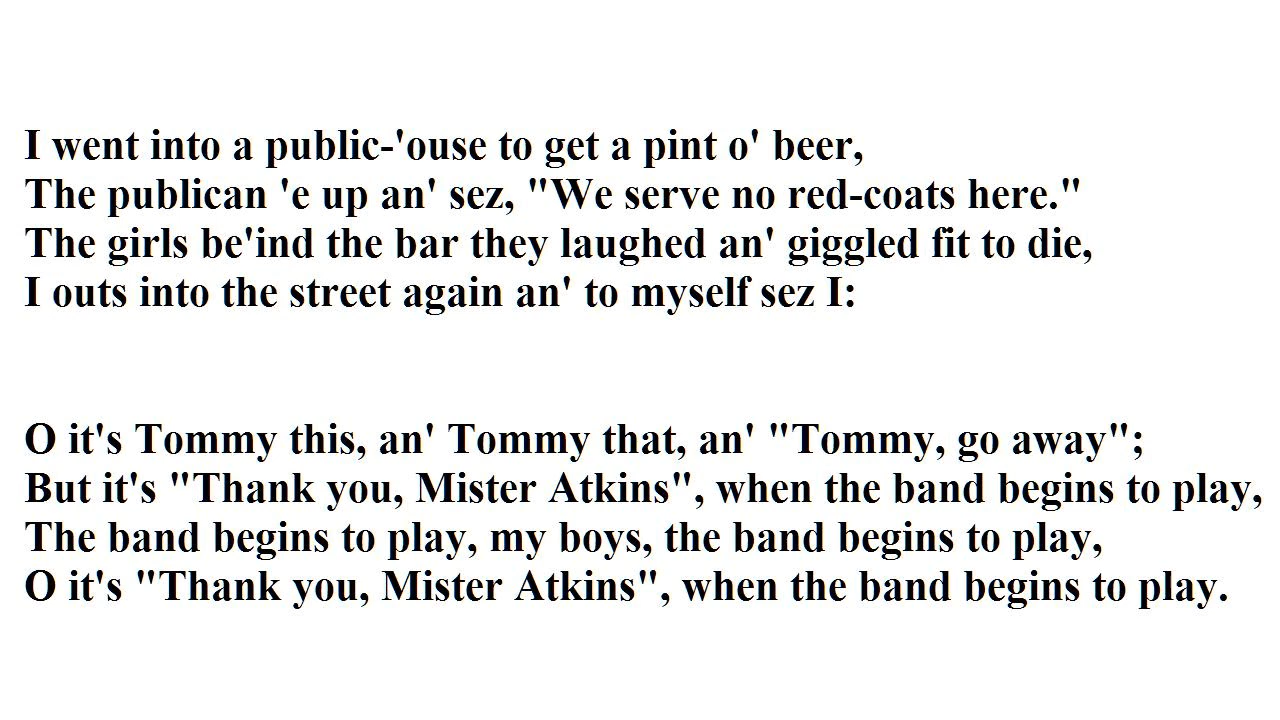 I went into a public-'ouse to get a pint o' beer,
The publican 'e up an' sez, "We serve no red-coats here."
The girls be'ind the bar they laughed an' giggled fit to die,
I outs into the street again an' to myself sez I:
O it's Tommy this, an' Tommy that, an' "Tommy, go away";
But it's "Thank you, Mister Atkins", when the band begins to play,
The band begins to play, my boys, the band begins to play,
O it's "Thank you, Mister Atkins", when the band begins to play.